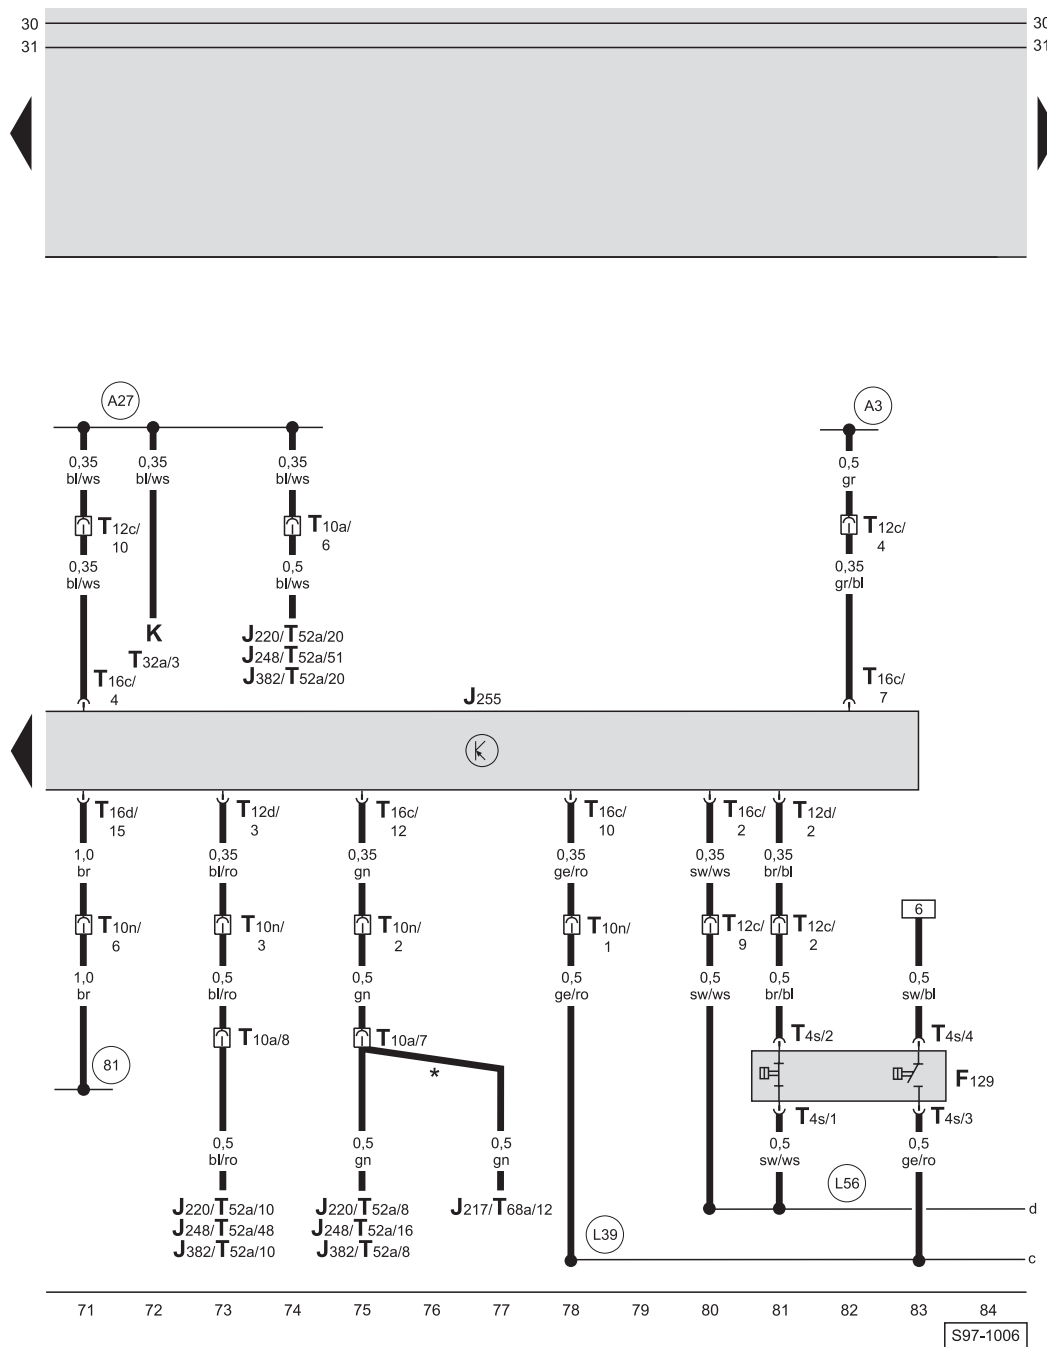 30 30
31 31
A27 A3
0,35 0,35 0,35 0,5
bl/ws bl/ws bl/ws gr
T12c/ T10a/ T12c/
10 6 4
0,35 0,5 0,35
bl/ws bl/ws gr/bl
K J220/T52a/20
T32a/3 J248/T52a/51
T16c/ J382/T52a/20 T16c/
4 J255 7
T16d/ T12d/ T16c/ T16c/ T16c/ T12d/
15 3 12 10 2 2
1,0 0,35 0,35 0,35 0,35 0,35
br bl/ro gn ge/ro sw/ws br/bl
6
T10n/ T10n/ T10n/ T10n/ T12c/ T12c/
6 3 2 1 9 2
1,0 0,5 0,5 0,5 0,5 0,5 0,5
br bl/ro gn ge/ro sw/ws br/bl sw/bl
T10a/8 T10a/7 T4s/2 T4s/4
81 * F129
T4s/1 T4s/3
0,5 0,5 0,5 0,5 0,5
bl/ro gn gn sw/ws ge/ro
L56
J220/T52a/10 J220/T52a/8 J217/T68a/12 d
J248/T52a/48 J248/T52a/16 L39
J382/T52a/10 J382/T52a/8 c
71 72 73 74 75 76 77 78 79 80 81 82 83 84
S97-1006